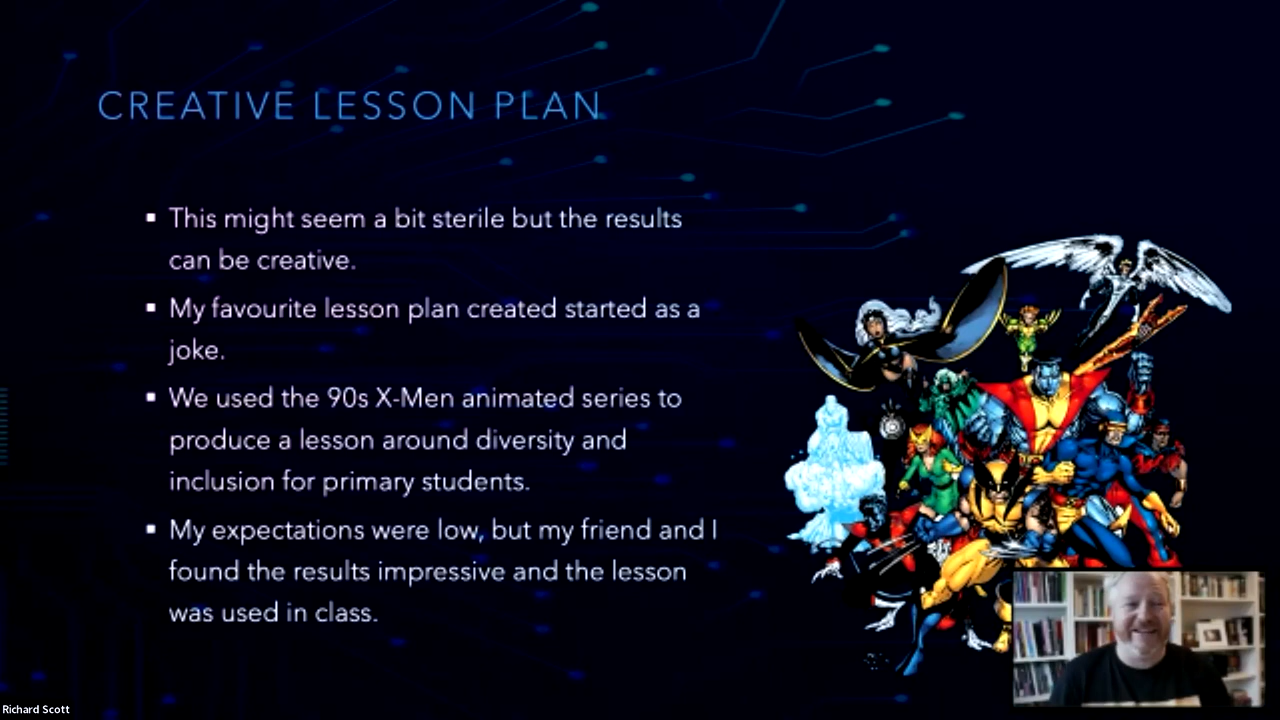 CREATIVE LESSON PLAN
This might seem a bit sterile but the results
can be creative.
My favourite lesson plan created started as a
joke.
We used the 90s X-Men animated series to
produce a lesson around diversity and
inclusion for primary students.
My expectations were low, but my friend and I
found the results impressive and the lesson
was used in class.
Richard Scott